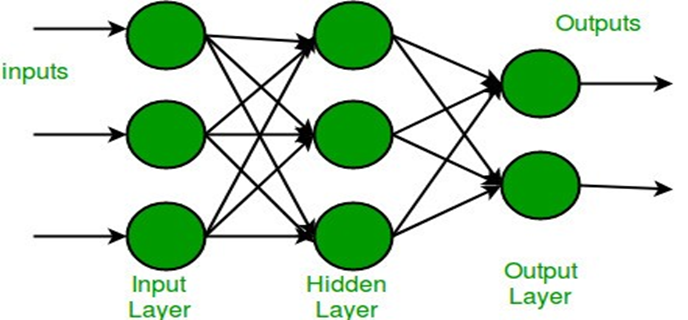 Outputs
inputs
Input
Layer
Hidden
Layer
Output
Layer